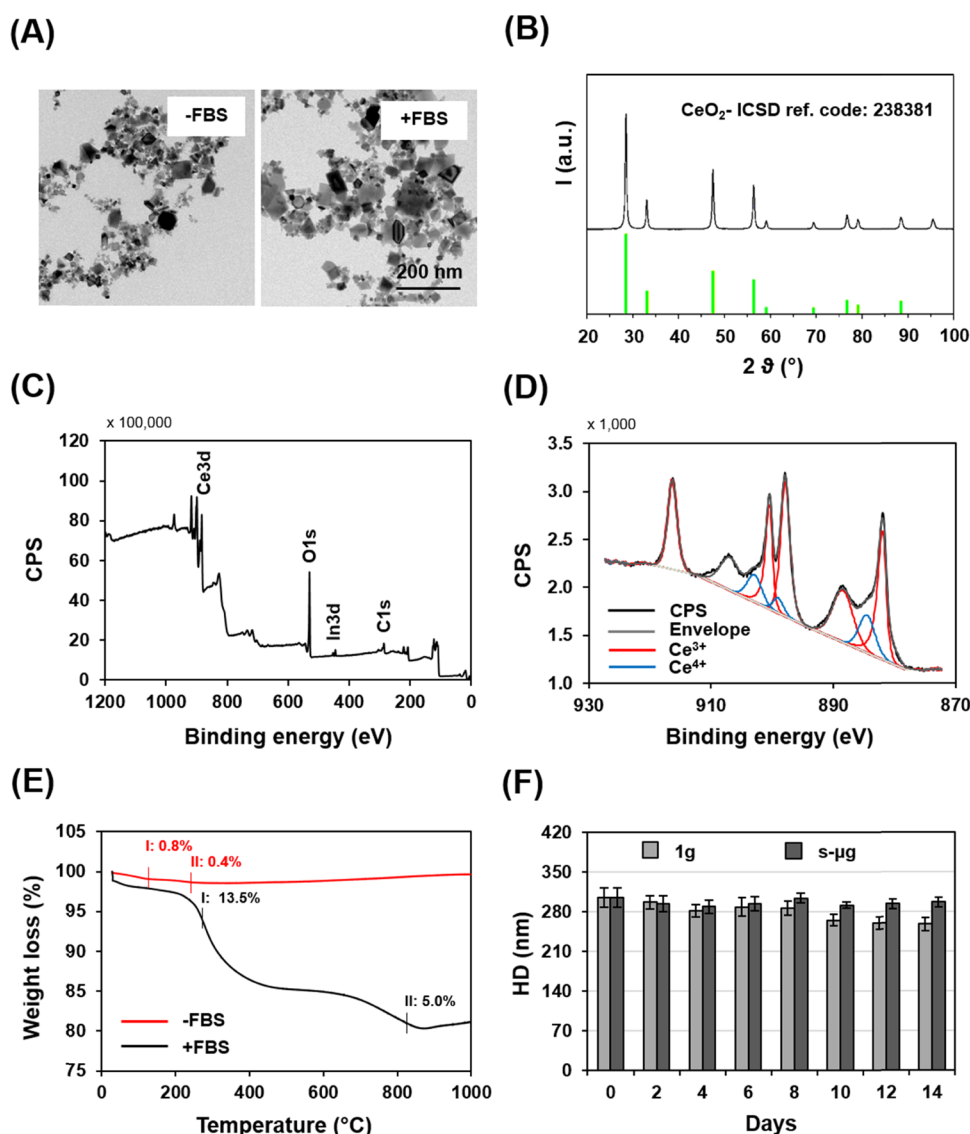 (A)
-FBS
+FBS
200 nm
(B)
CeO₂- ICSD ref. code: 238381
I (a.u.)
20 30 40 50 60 70 80 90 100
2 ϑ (°)
(C)
x 100,000
120
100
80
60
40
20
0
CPS
Ce3d
O1s
In3d
C1s
1200 1000 800 600 400 200 0
Binding energy (eV)
(D)
x 1,000
3.5
3.0
2.5
2.0
1.5
1.0
CPS
CPS
Envelope
Ce³⁺
Ce⁴⁺
930 910 890 870
Binding energy (eV)
(E)
105
100
95
90
85
80
75
Weight loss (%)
I: 0.8%
II: 0.4%
I: 13.5%
II: 5.0%
-FBS
+FBS
0 200 400 600 800 1000
Temperature (°C)
(F)
420
350
280
210
140
70
0
HD (nm)
1g s-μg
0 2 4 6 8 10 12 14
Days